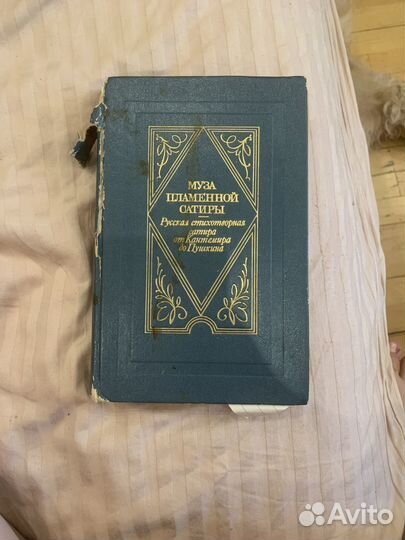 МУЗА
ПЛАМЕННОЙ
САТИРЫ
Русская стихотворная
сатира
от Кантемира
до Пушкина
Avito